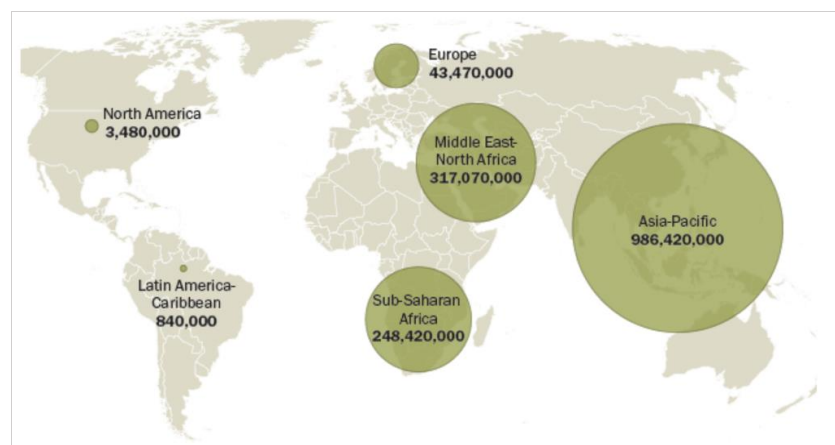 Europe
43,470,000
North America
3,480,000
Middle East-
North Africa
317,070,000
Asia-Pacific
986,420,000
Latin America-
Caribbean
840,000
Sub-Saharan
Africa
248,420,000